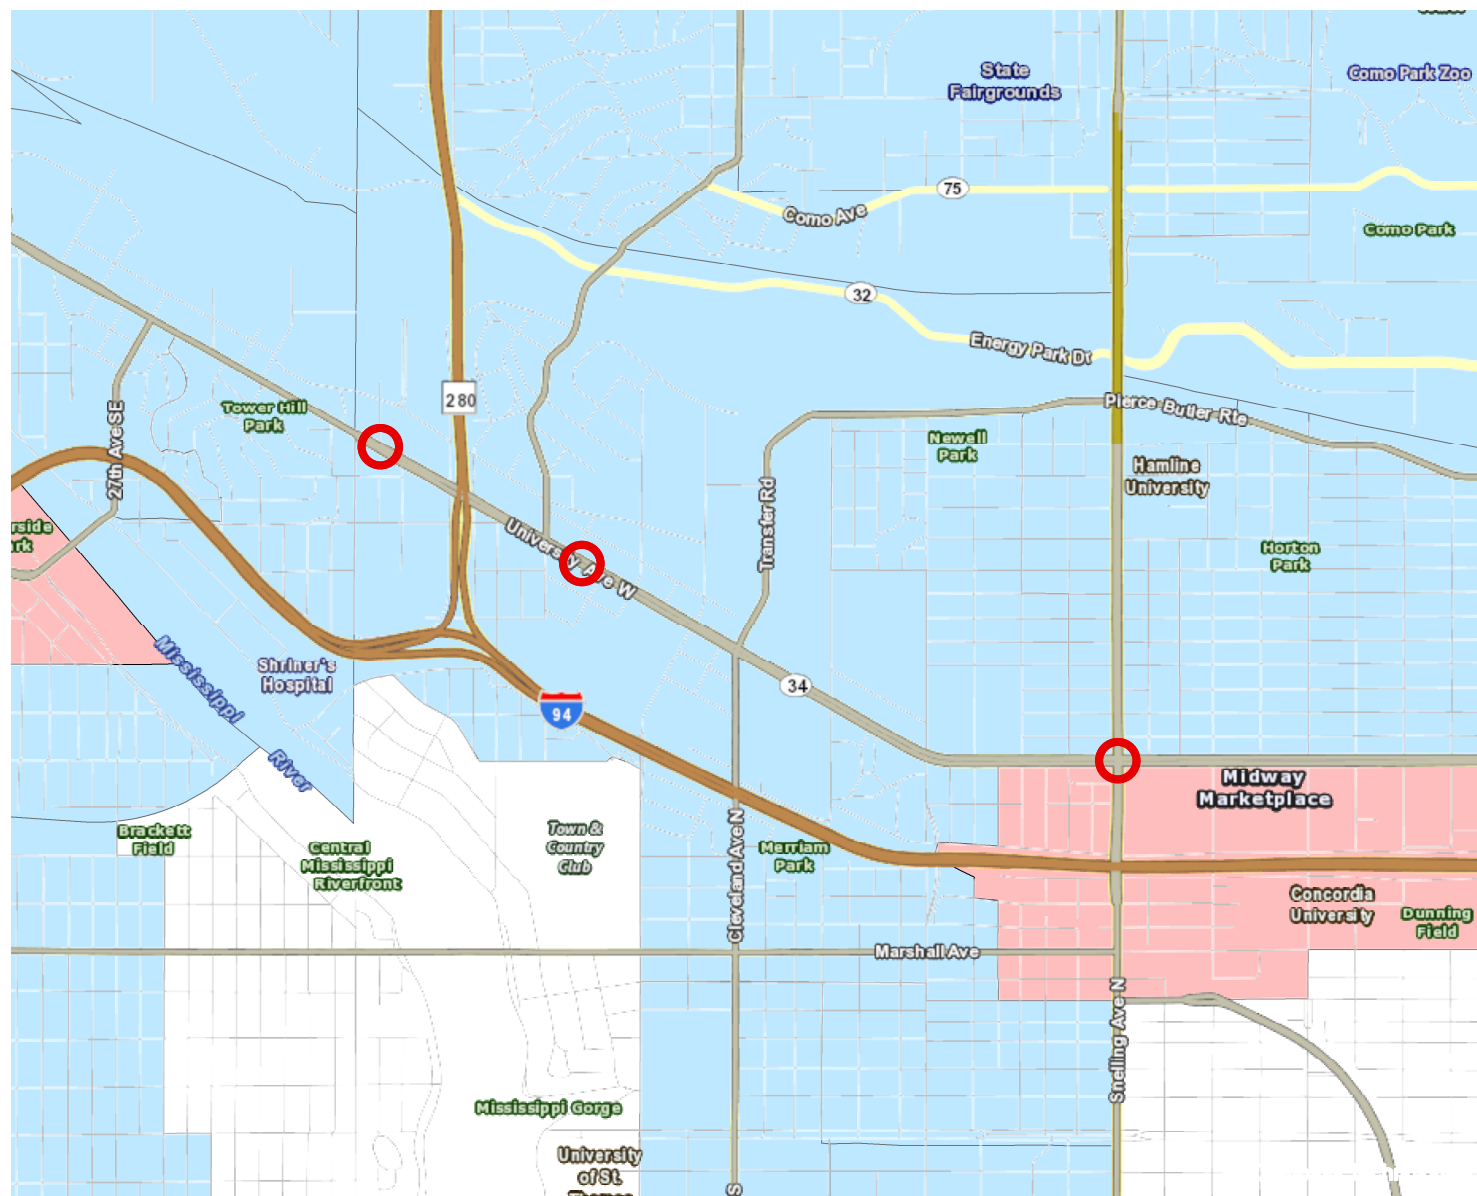 State
Fairgrounds
Como Park Zoo
75
Como Ave
Como Park
32
Energy Park Dr
280
Tower Hill
Park
27th Ave SE
Pierce Butler Rte
Newell
Park
Hamline
University
Transfer Rd
University Ave W
Horton
Park
Mississippi
River
Shriner's
Hospital
34
94
Midway
Marketplace
Brackett
Field
Central
Mississippi
Riverfront
Town &
Country
Club
Cleveland Ave N
Merriam
Park
Concordia
University
Dunning
Field
Marshall Ave
Snelling Ave N
Mississippi Gorge
University
of St.
S